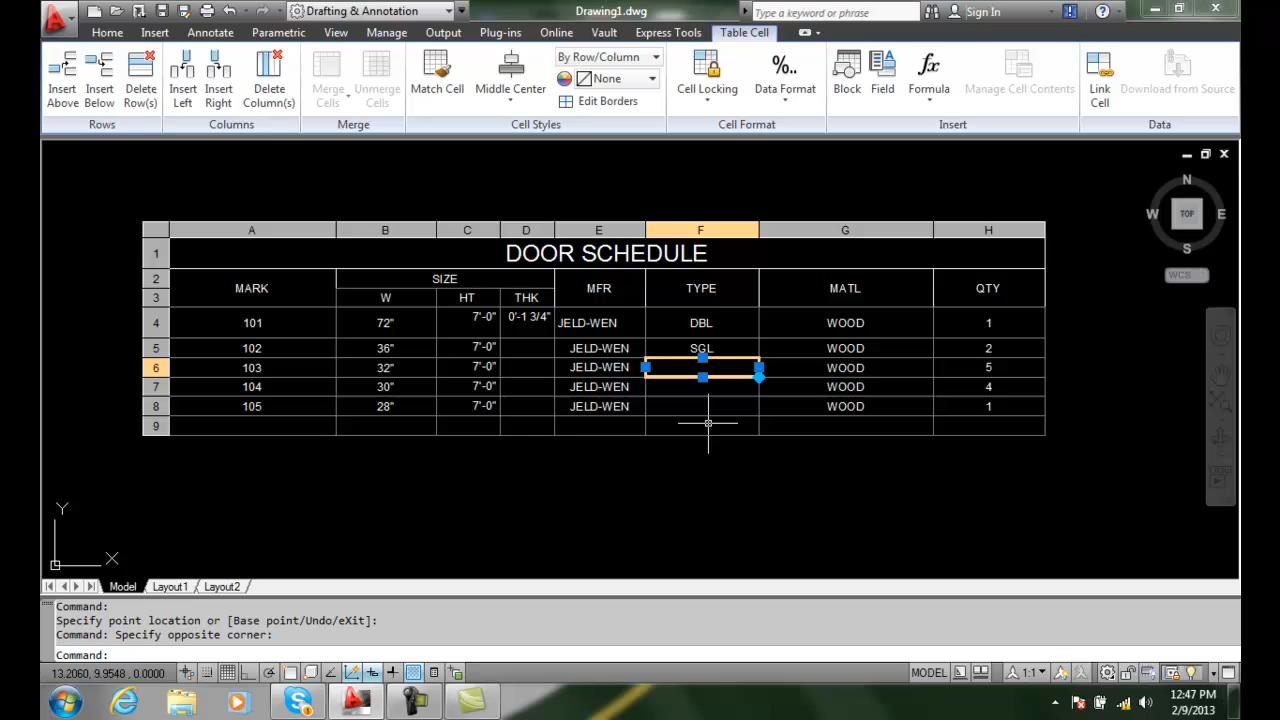 Drafting & Annotation
Drawing1.dwg
Type a keyword or phrase
Sign In
Home Insert Annotate Parametric View Manage Output Plug-ins Online Vault Express Tools Table Cell
Insert Above
Insert Below
Delete Row(s)
Rows
Insert Left
Insert Right
Delete Column(s)
Columns
Merge Cells
Unmerge Cells
Merge
Match Cell
Middle Center
By Row/Column
None
Edit Borders
Cell Styles
Cell Locking
Data Format
Cell Format
Block
Field
Formula
Manage Cell Contents
Insert
Link Cell
Download from Source
Data
N
W TOP E
S
WCS
A B C D E F G H
1 DOOR SCHEDULE
2 SIZE
MARK MFR TYPE MATL QTY
3 W HT THK
4 101 72" 7'-0" 0'-1 3/4" JELD-WEN DBL WOOD 1
5 102 36" 7'-0" JELD-WEN SGL WOOD 2
6 103 32" 7'-0" JELD-WEN WOOD 5
7 104 30" 7'-0" JELD-WEN WOOD 4
8 105 28" 7'-0" JELD-WEN WOOD 1
9
Y
X
Model Layout1 Layout2
Command:
Specify point location or [Base point/Undo/eXit]:
Command: Specify opposite corner:
Command:
13.2060, 9.9548, 0.0000
MODEL
1:1
12:47 PM
2/9/2013